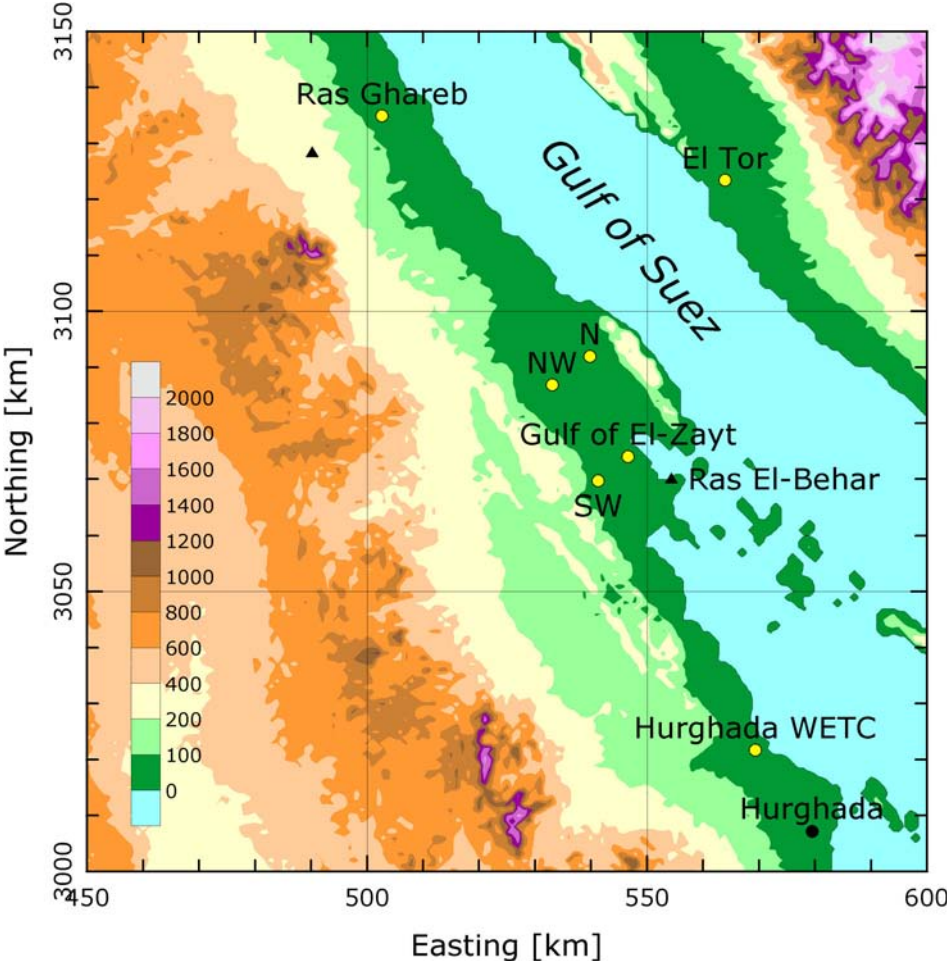 3150
Ras Ghareb
El Tor
Gulf of Suez
3100
N
NW
2000
1800
Gulf of El-Zayt
1600
Ras El-Behar
1400
SW
1200
1000
3050
800
600
400
200
Hurghada WETC
100
0
Hurghada
3000
450
500
550
600
Northing [km]
Easting [km]